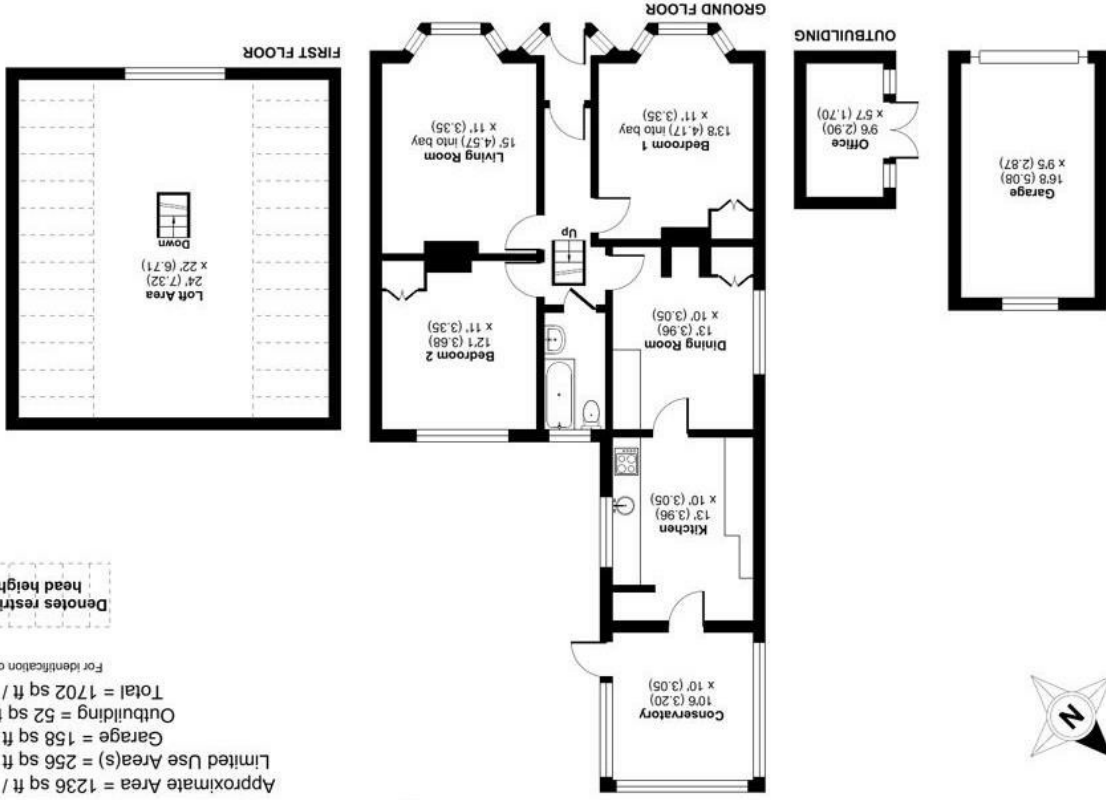 Approximate Area = 1236 sq ft /
Limited Use Area(s) = 256 sq ft
Garage = 158 sq ft
Outbuilding = 52 sq ft
Total = 1702 sq ft /
For identification
Denotes
head
N
Conservatory
10'6 (3.20)
x 10' (3.05)
Kitchen
13' (3.96)
x 10' (3.05)
Dining Room
13' (3.96)
x 10' (3.05)
Bedroom 2
12'1 (3.68)
x 11' (3.35)
Up
Bedroom 1
13'8 (4.17) into bay
x 11' (3.35)
Living Room
15' (4.57) into bay
x 11' (3.35)
GROUND FLOOR
Loft Area
24' (7.32)
x 22' (6.71)
Down
FIRST FLOOR
Garage
16'8 (5.08)
x 9'5 (2.87)
Office
9'6 (2.90)
x 5'7 (1.70)
OUTBUILDING